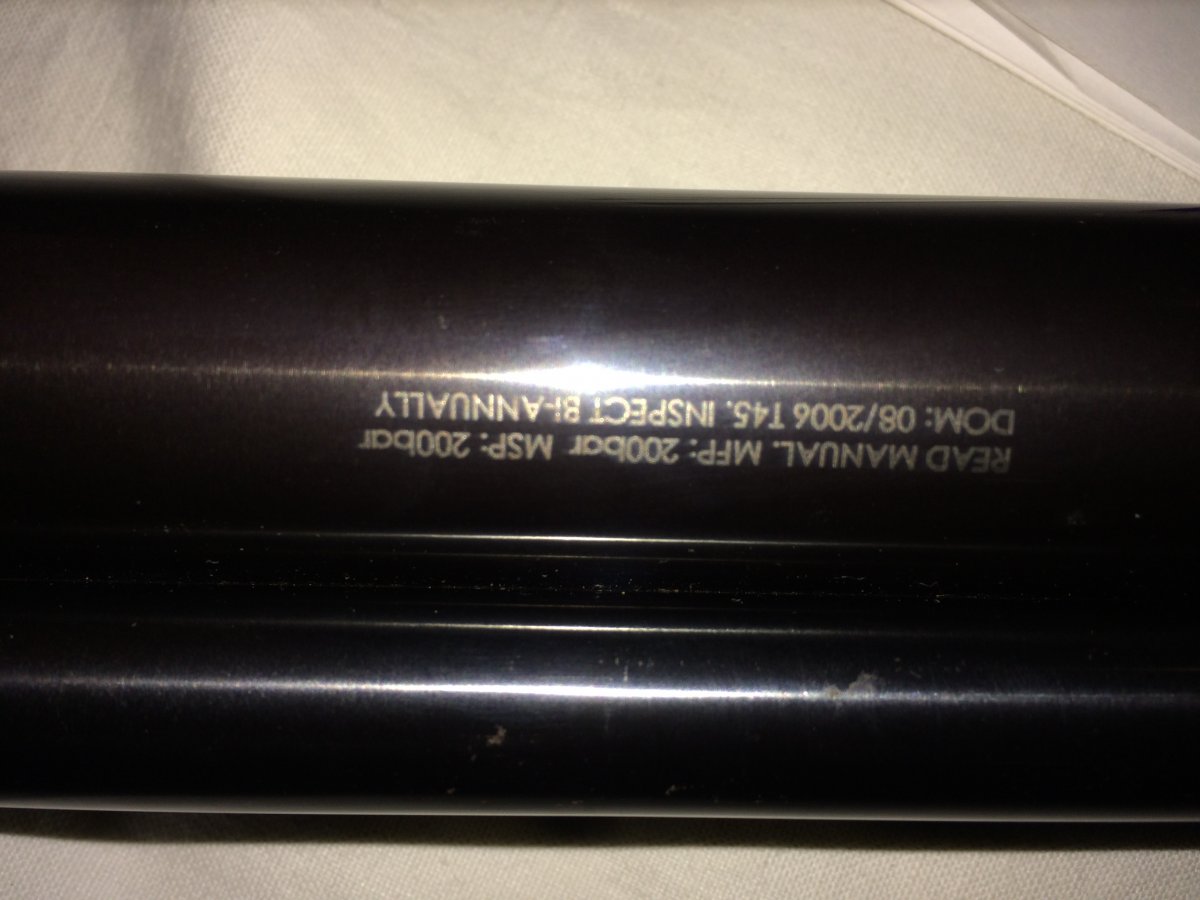 READ MANUAL. MFP: 200bar MSP: 200bar
DOM: 08/2006 T45. INSPECT BI-ANNUALLY